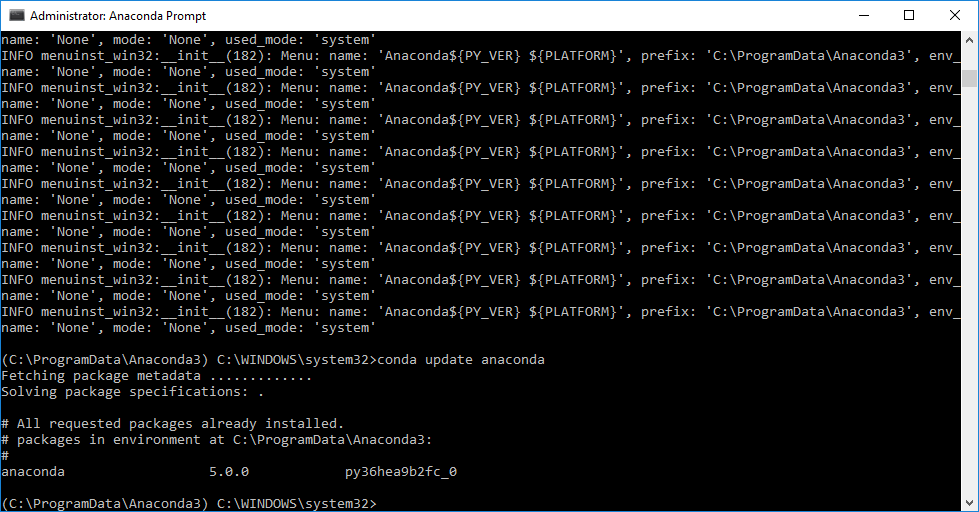 Administrator: Anaconda Prompt
name: 'None', mode: 'None', used_mode: 'system'
INFO menuinst_win32:__init__(182): Menu: name: 'Anaconda${PY_VER} ${PLATFORM}', prefix: 'C:\ProgramData\Anaconda3', env_
name: 'None', mode: 'None', used_mode: 'system'
INFO menuinst_win32:__init__(182): Menu: name: 'Anaconda${PY_VER} ${PLATFORM}', prefix: 'C:\ProgramData\Anaconda3', env_
name: 'None', mode: 'None', used_mode: 'system'
INFO menuinst_win32:__init__(182): Menu: name: 'Anaconda${PY_VER} ${PLATFORM}', prefix: 'C:\ProgramData\Anaconda3', env_
name: 'None', mode: 'None', used_mode: 'system'
INFO menuinst_win32:__init__(182): Menu: name: 'Anaconda${PY_VER} ${PLATFORM}', prefix: 'C:\ProgramData\Anaconda3', env_
name: 'None', mode: 'None', used_mode: 'system'
INFO menuinst_win32:__init__(182): Menu: name: 'Anaconda${PY_VER} ${PLATFORM}', prefix: 'C:\ProgramData\Anaconda3', env_
name: 'None', mode: 'None', used_mode: 'system'
INFO menuinst_win32:__init__(182): Menu: name: 'Anaconda${PY_VER} ${PLATFORM}', prefix: 'C:\ProgramData\Anaconda3', env_
name: 'None', mode: 'None', used_mode: 'system'
INFO menuinst_win32:__init__(182): Menu: name: 'Anaconda${PY_VER} ${PLATFORM}', prefix: 'C:\ProgramData\Anaconda3', env_
name: 'None', mode: 'None', used_mode: 'system'
INFO menuinst_win32:__init__(182): Menu: name: 'Anaconda${PY_VER} ${PLATFORM}', prefix: 'C:\ProgramData\Anaconda3', env_
name: 'None', mode: 'None', used_mode: 'system'
INFO menuinst_win32:__init__(182): Menu: name: 'Anaconda${PY_VER} ${PLATFORM}', prefix: 'C:\ProgramData\Anaconda3', env_
name: 'None', mode: 'None', used_mode: 'system'
(C:\ProgramData\Anaconda3) C:\WINDOWS\system32>conda update anaconda
Fetching package metadata .............
Solving package specifications: .
# All requested packages already installed.
# packages in environment at C:\ProgramData\Anaconda3:
#
anaconda                  5.0.0            py36hea9b2fc_0
(C:\ProgramData\Anaconda3) C:\WINDOWS\system32>